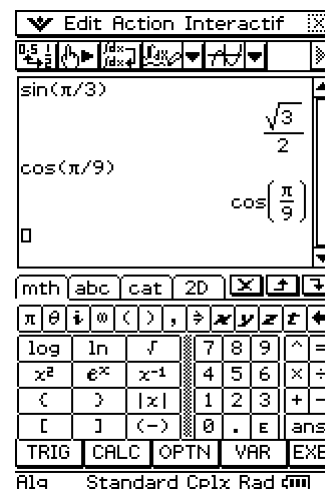 Edit Action Interactif
sin(π/3)
√3
2
cos(π/9)
cos(π/9)
mth abc cat 2D
π θ i ∞ ( ) , ⇒ x y z t
log ln √ 7 8 9 ^ =
x² eˣ x⁻¹ 4 5 6 × ÷
( ) |x| 1 2 3 + −
[ ] (−) 0 . E ans
TRIG CALC OPTN VAR EXE
Alg Standard Cplx Rad